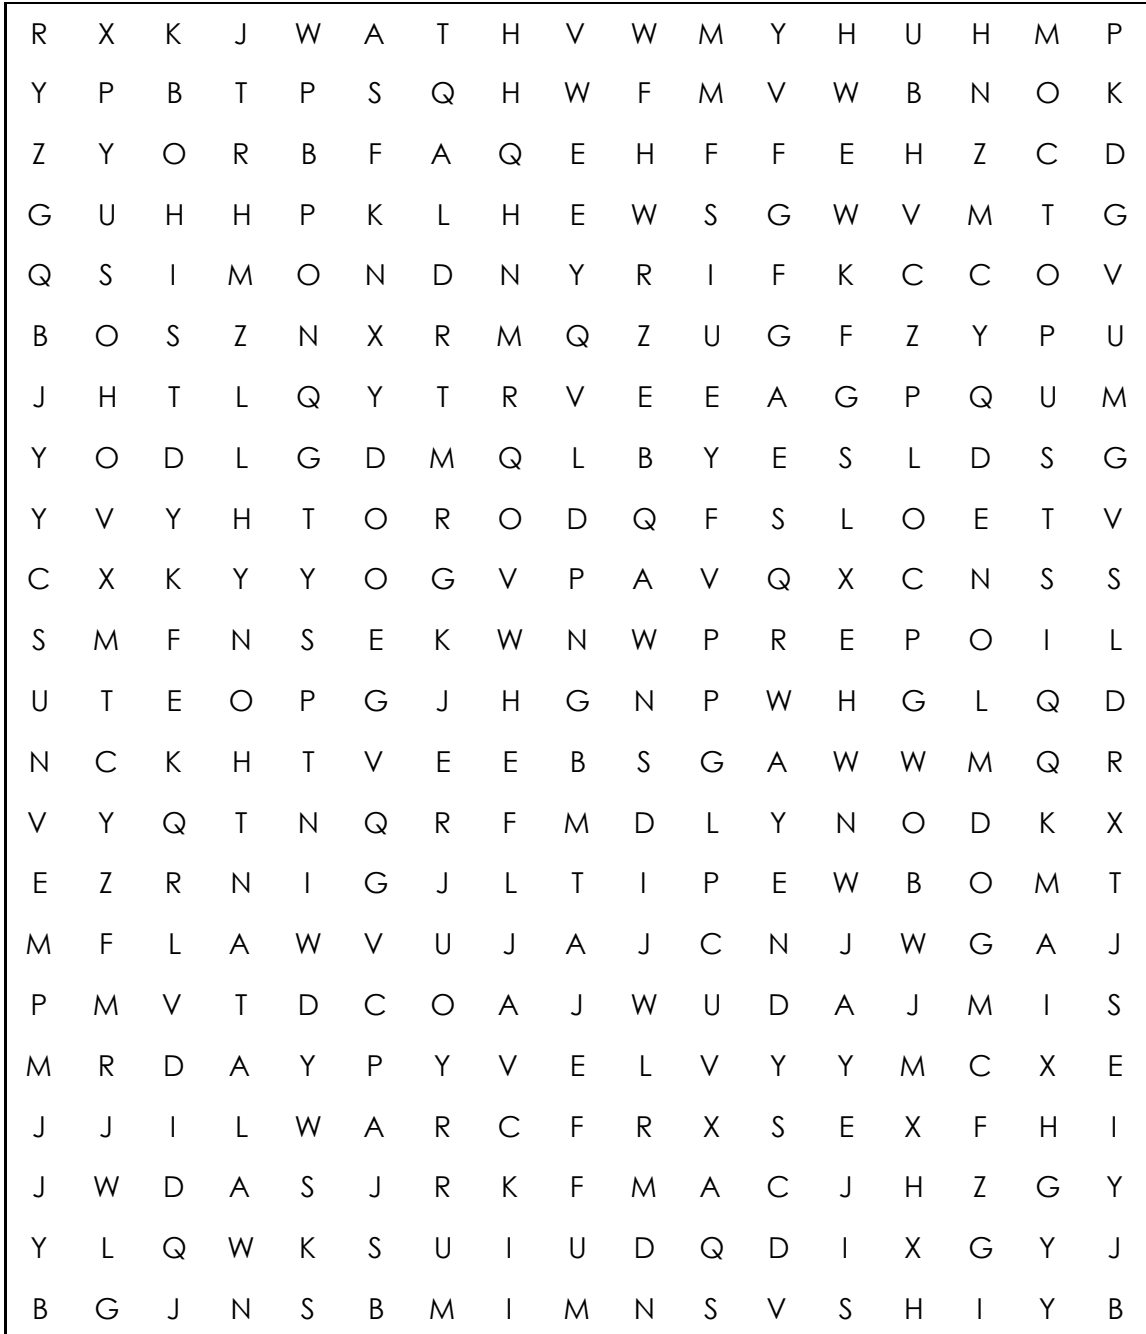 R X K J W A T H V W M Y H U H M P
Y P B T P S Q H W F M V W B N O K
Z Y O R B F A Q E H F F E H Z C D
G U H H P K L H E W S G W V M T G
Q S I M O N D N Y R I F K C C O V
B O S Z N X R M Q Z U G F Z Y P U
J H T L Q Y T R V E E A G P Q U M
Y O D L G D M Q L B Y E S L D S G
Y V Y H T O R O D Q F S L O E T V
C X K Y Y O G V P A V Q X C N S S
S M F N S E K W N W P R E P O I L
U T E O P G J H G N P W H G L Q D
N C K H T V E E B S G A W W M Q R
V Y Q T N Q R F M D L Y N O D K X
E Z R N I G J L T I P E W B O M T
M F L A W V U J A J C N J W G A J
P M V T D C O A J W U D A J M I S
M R D A Y P Y V E L V Y Y M C X E
J J I L W A R C F R X S E X F H I
J W D A S J R K F M A C J H Z G Y
Y L Q W K S U I U D Q D I X G Y J
B G J N S B M I M N S V S H I Y B